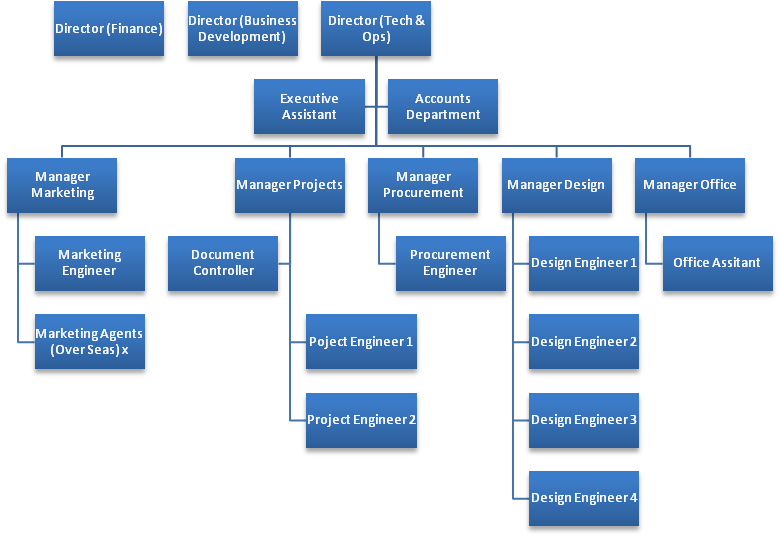 Director (Finance)
Director (Business
Development)
Director (Tech &
Ops)
Executive
Assistant
Accounts
Department
Manager
Marketing
Manager Projects
Manager
Procurement
Manager Design
Manager Office
Marketing
Engineer
Document
Controller
Procurement
Engineer
Design Engineer 1
Office Assitant
Marketing Agents
(Over Seas) x
Poject Engineer 1
Design Engineer 2
Project Engineer 2
Design Engineer 3
Design Engineer 4